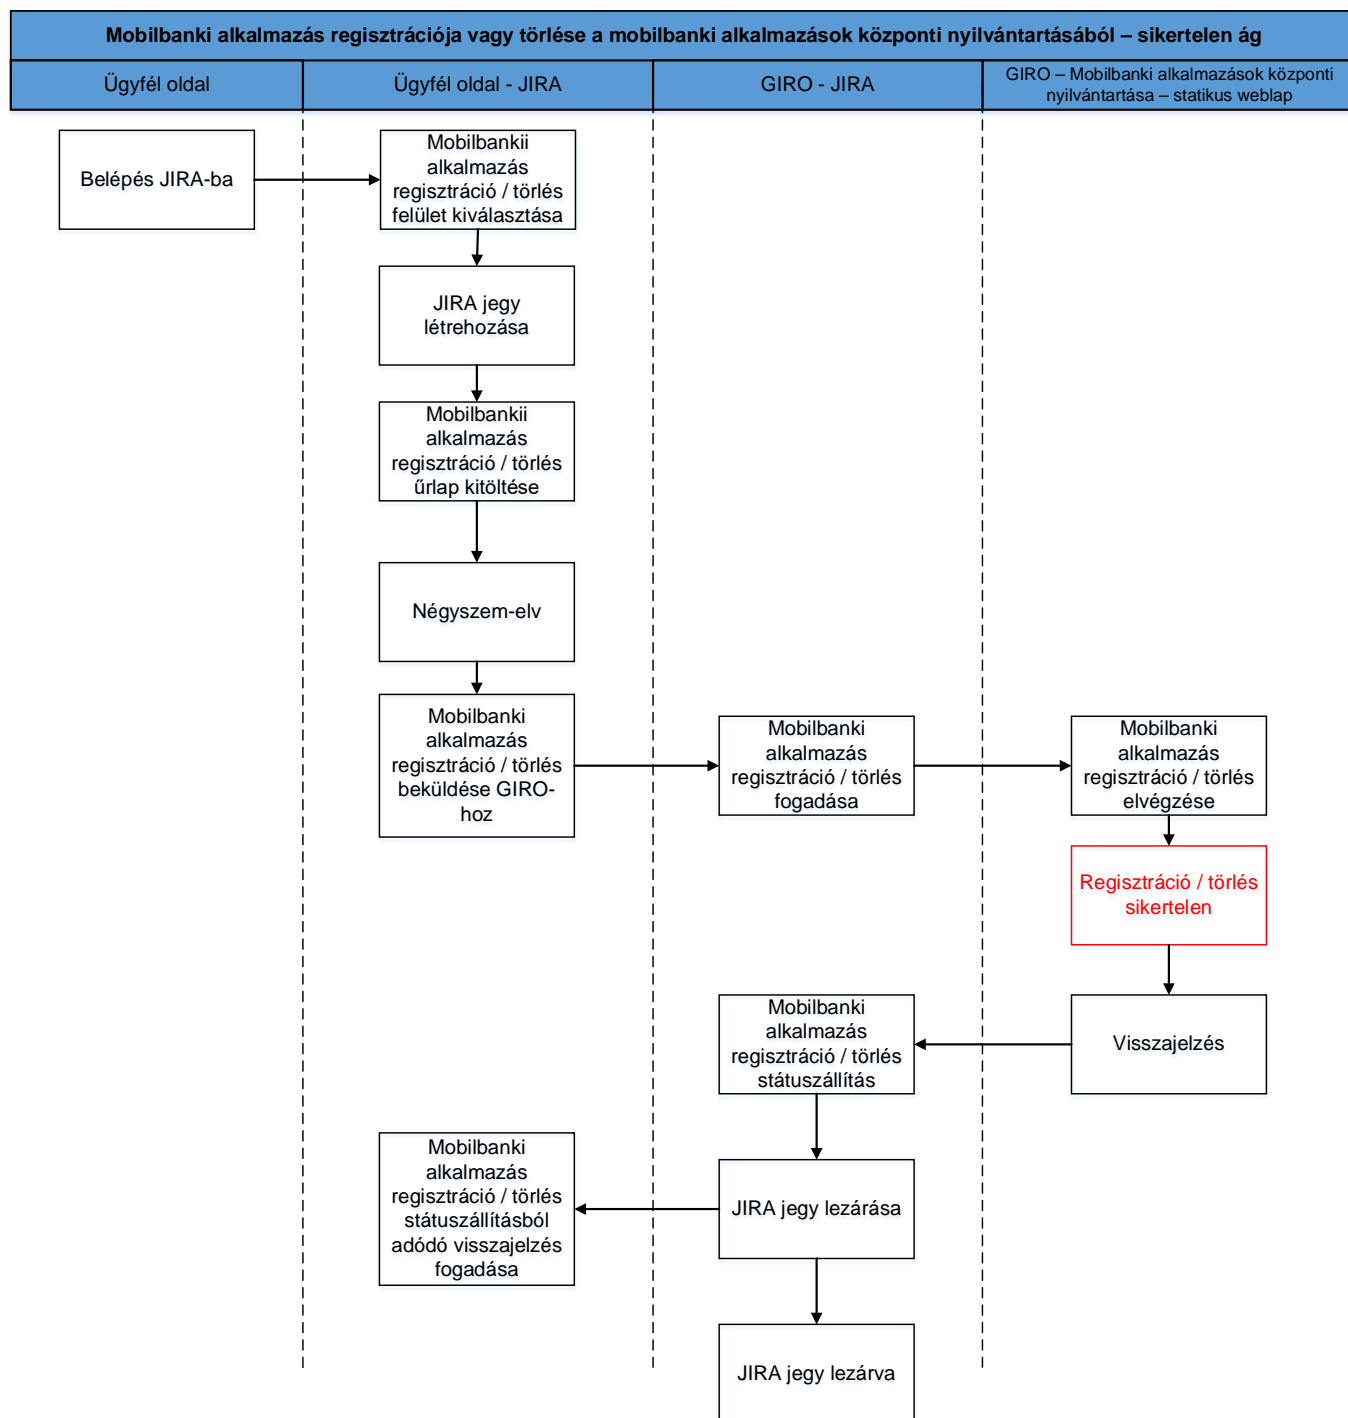 Mobilbanki alkalmazás regisztrációja vagy törlése a mobilbanki alkalmazások központi nyilvántartásából – sikertelen ág
Ügyfél oldal
Ügyfél oldal - JIRA
GIRO - JIRA
GIRO – Mobilbanki alkalmazások központi
nyilvántartása – statikus weblap
Belépés JIRA-ba
Mobilbankii
alkalmazás
regisztráció / törlés
felület kiválasztása
JIRA jegy
létrehozása
Mobilbankii
alkalmazás
regisztráció / törlés
űrlap kitöltése
Négyszem-elv
Mobilbanki
alkalmazás
regisztráció / törlés
beküldése GIRO-
hoz
Mobilbanki
alkalmazás
regisztráció / törlés
fogadása
Mobilbanki
alkalmazás
regisztráció / törlés
elvégzése
Regisztráció / törlés
sikertelen
Visszajelzés
Mobilbanki
alkalmazás
regisztráció / törlés
státuszállítás
JIRA jegy lezárása
Mobilbanki
alkalmazás
regisztráció / törlés
státuszállításból
adódó visszajelzés
fogadása
JIRA jegy lezárva